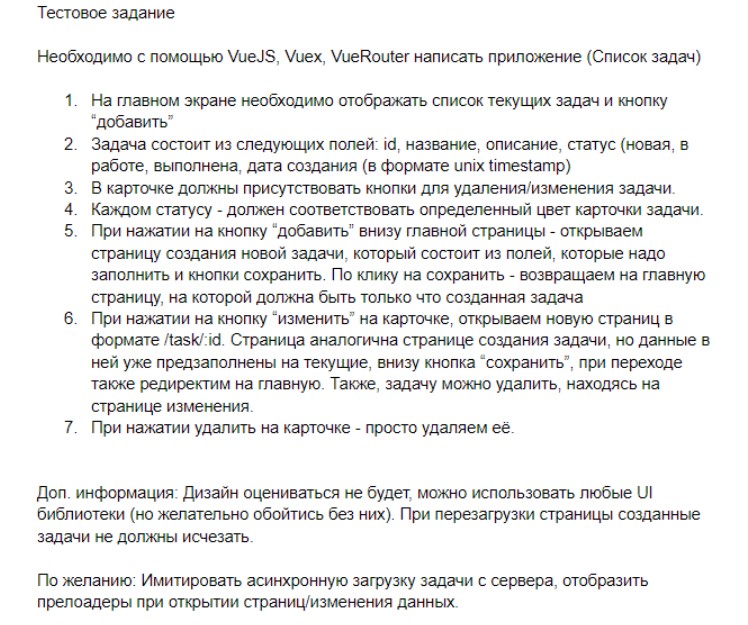 Тестовое задание
Необходимо с помощью VueJS, Vuex, VueRouter написать приложение (Список задач)
1. На главном экране необходимо отображать список текущих задач и кнопку
“добавить”
2. Задача состоит из следующих полей: id, название, описание, статус (новая, в
работе, выполнена, дата создания (в формате unix timestamp)
3. В карточке должны присутствовать кнопки для удаления/изменения задачи.
4. Каждом статусу - должен соответствовать определенный цвет карточки задачи.
5. При нажатии на кнопку “добавить” внизу главной страницы - открываем
страницу создания новой задачи, который состоит из полей, которые надо
заполнить и кнопки сохранить. По клику на сохранить - возвращаем на главную
страницу, на которой должна быть только что созданная задача
6. При нажатии на кнопку “изменить” на карточке, открываем новую страниц в
формате /task/:id. Страница аналогична странице создания задачи, но данные в
ней уже предзаполнены на текущие, внизу кнопка “сохранить”, при переходе
также редиректим на главную. Также, задачу можно удалить, находясь на
странице изменения.
7. При нажатии удалить на карточке - просто удаляем её.
Доп. информация: Дизайн оцениваться не будет, можно использовать любые UI
библиотеки (но желательно обойтись без них). При перезагрузки страницы созданные
задачи не должны исчезать.
По желанию: Имитировать асинхронную загрузку задачи с сервера, отобразить
прелоадеры при открытии страниц/изменения данных.